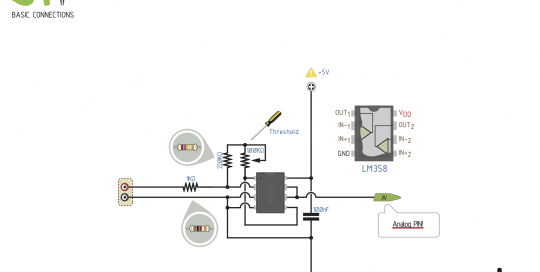 BASIC CONNECTIONS
+5V
OUT1
VDD
IN-1
OUT2
IN+1
IN-2
GND
IN+2
LM358
Threshold
100KΩ
220KΩ
1KΩ
IN
100nF
Analog PIN!